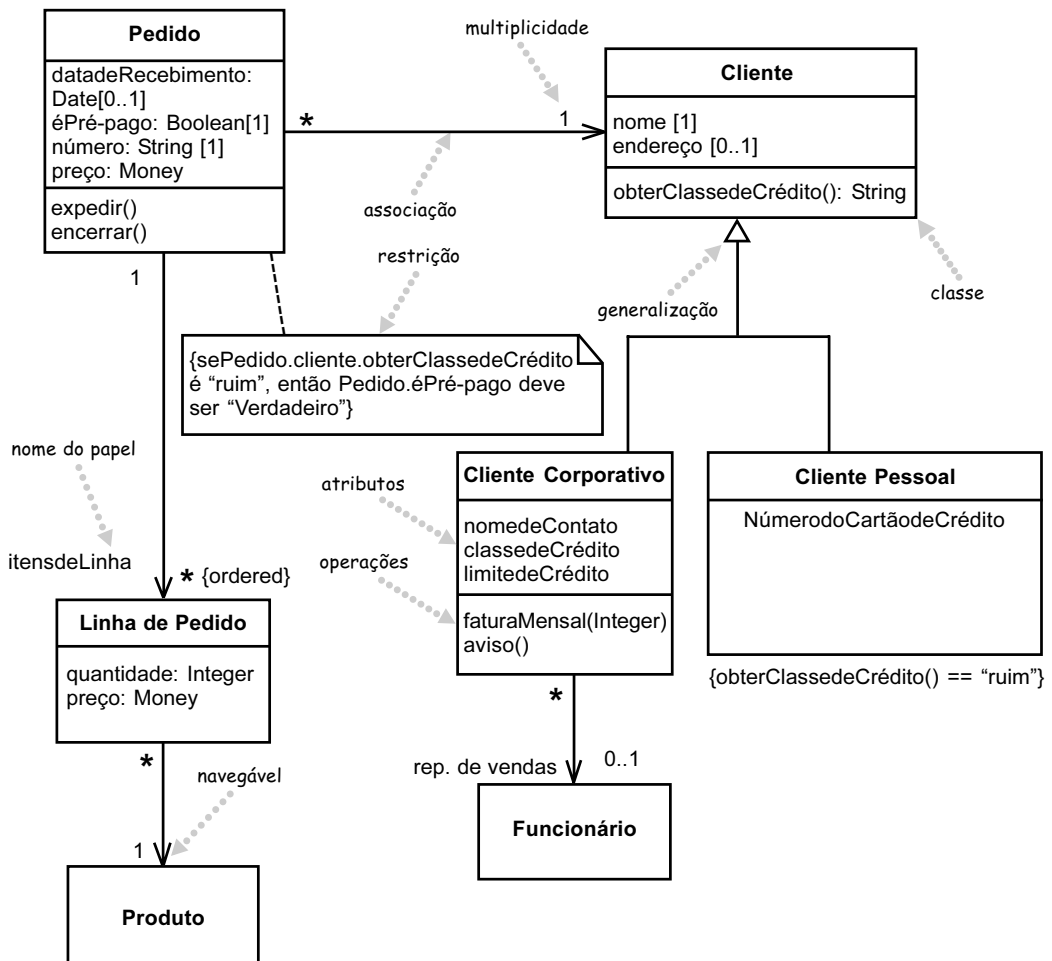 Pedido
datadeRecebimento:
Date[0..1]
éPré-pago: Boolean[1]
número: String [1]
preço: Money
expedir()
encerrar()
multiplicidade
*
1
associação
Cliente
nome [1]
endereço [0..1]
obterClassedeCrédito(): String
1
restrição
generalização
classe
{sePedido.cliente.obterClassedeCrédito
é “ruim”, então Pedido.éPré-pago deve
ser “Verdadeiro”}
nome do papel
itensdeLinha
* {ordered}
Linha de Pedido
quantidade: Integer
preço: Money
*
navegável
1
Produto
atributos
operações
Cliente Corporativo
nomedeContato
classedeCrédito
limitedeCrédito
faturaMensal(Integer)
aviso()
*
rep. de vendas
0..1
Funcionário
Cliente Pessoal
NúmerodoCartãodeCrédito
{obterClassedeCrédito() == “ruim”}